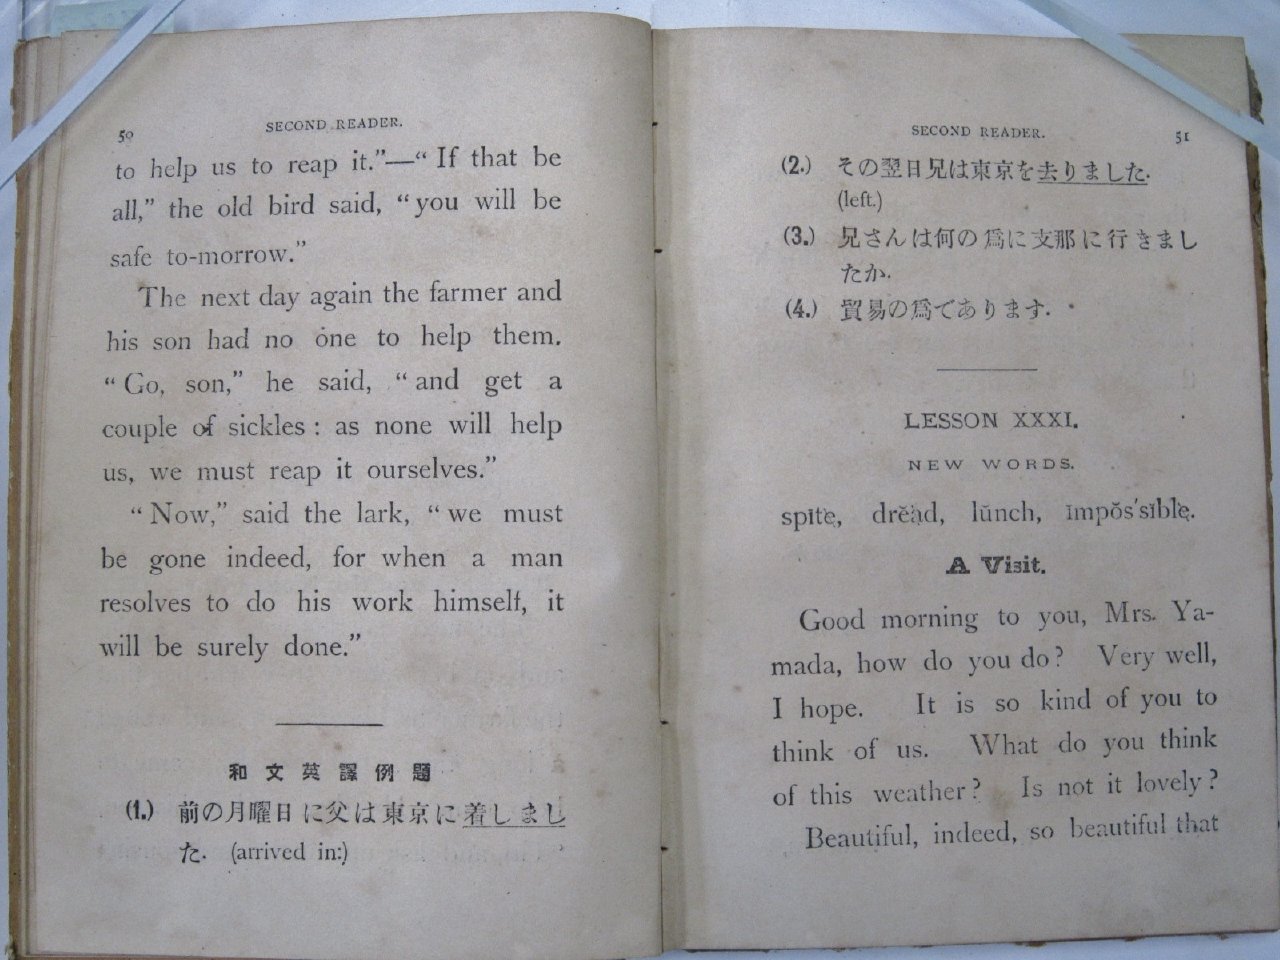 50
SECOND READER.
to help us to reap it.”—“ If that be
all,” the old bird said, “ you will be
safe to-morrow.”
The next day again the farmer and
his son had no one to help them.
“ Go, son,” he said, “ and get a
couple of sickles : as none will help
us, we must reap it ourselves.”
“ Now,” said the lark, “ we must
be gone indeed, for when a man
resolves to do his work himself, it
will be surely done.”
和文英譯例題
(1.) 前の月曜日に父は東京に着しまし
た. (arrived in:)
SECOND READER.
51
(2.) その翌日兄は東京を去りました.
(left.)
(3.) 兄さんは何の爲に支那に行きまし
たか.
(4.) 貿易の爲であります.
LESSON XXXI.
NEW WORDS.
spīte, drĕad, lŭnch, ĭmpŏs′sĭble.
A Visit.
Good morning to you, Mrs. Ya-
mada, how do you do? Very well,
I hope. It is so kind of you to
think of us. What do you think
of this weather? Is not it lovely?
Beautiful, indeed, so beautiful that